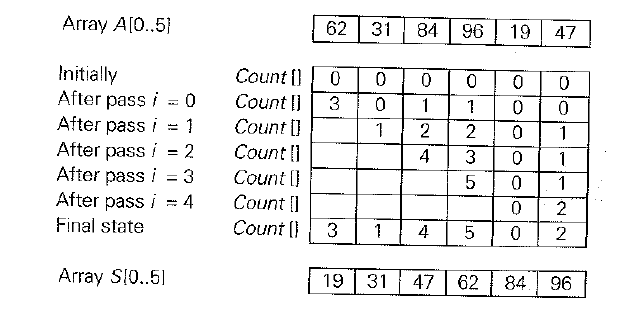 Array A[0..5] 62 31 84 96 19 47
Initially Count [] 0 0 0 0 0 0
After pass i = 0 Count [] 3 0 1 1 0 0
After pass i = 1 Count [] 1 2 2 0 1
After pass i = 2 Count [] 4 3 0 1
After pass i = 3 Count [] 5 0 1
After pass i = 4 Count [] 0 2
Final state Count [] 3 1 4 5 0 2
Array S[0..5] 19 31 47 62 84 96